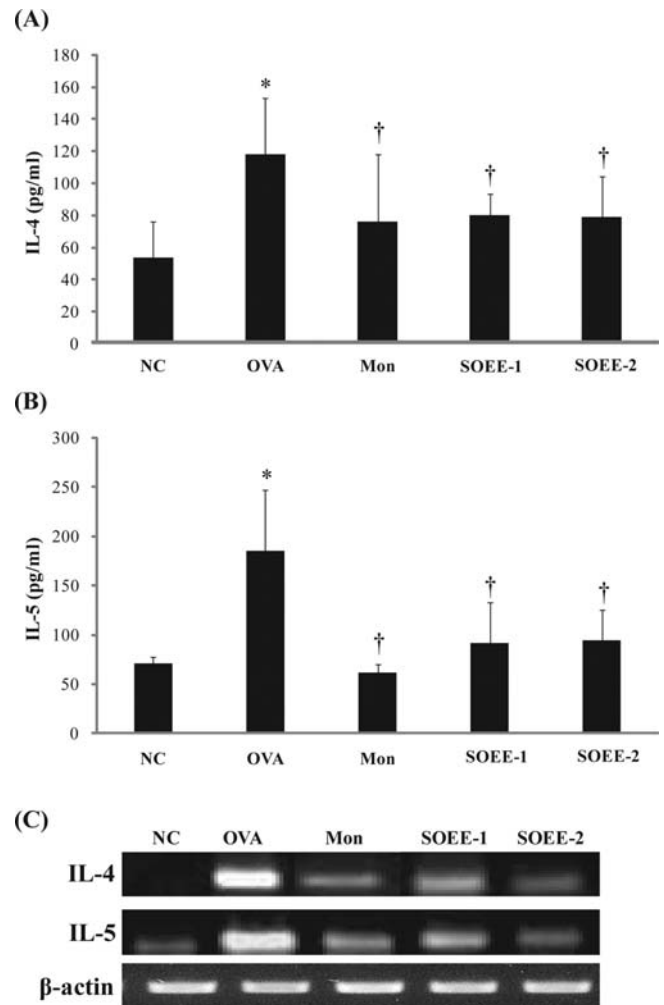 (A)
180
160
140
120
100
80
60
40
20
0
IL-4 (pg/ml)
*
†
†
†
NC OVA Mon SOEE-1 SOEE-2
(B)
300
250
200
150
100
50
0
IL-5 (pg/ml)
*
†
†
†
NC OVA Mon SOEE-1 SOEE-2
(C)
NC OVA Mon SOEE-1 SOEE-2
IL-4
IL-5
β-actin